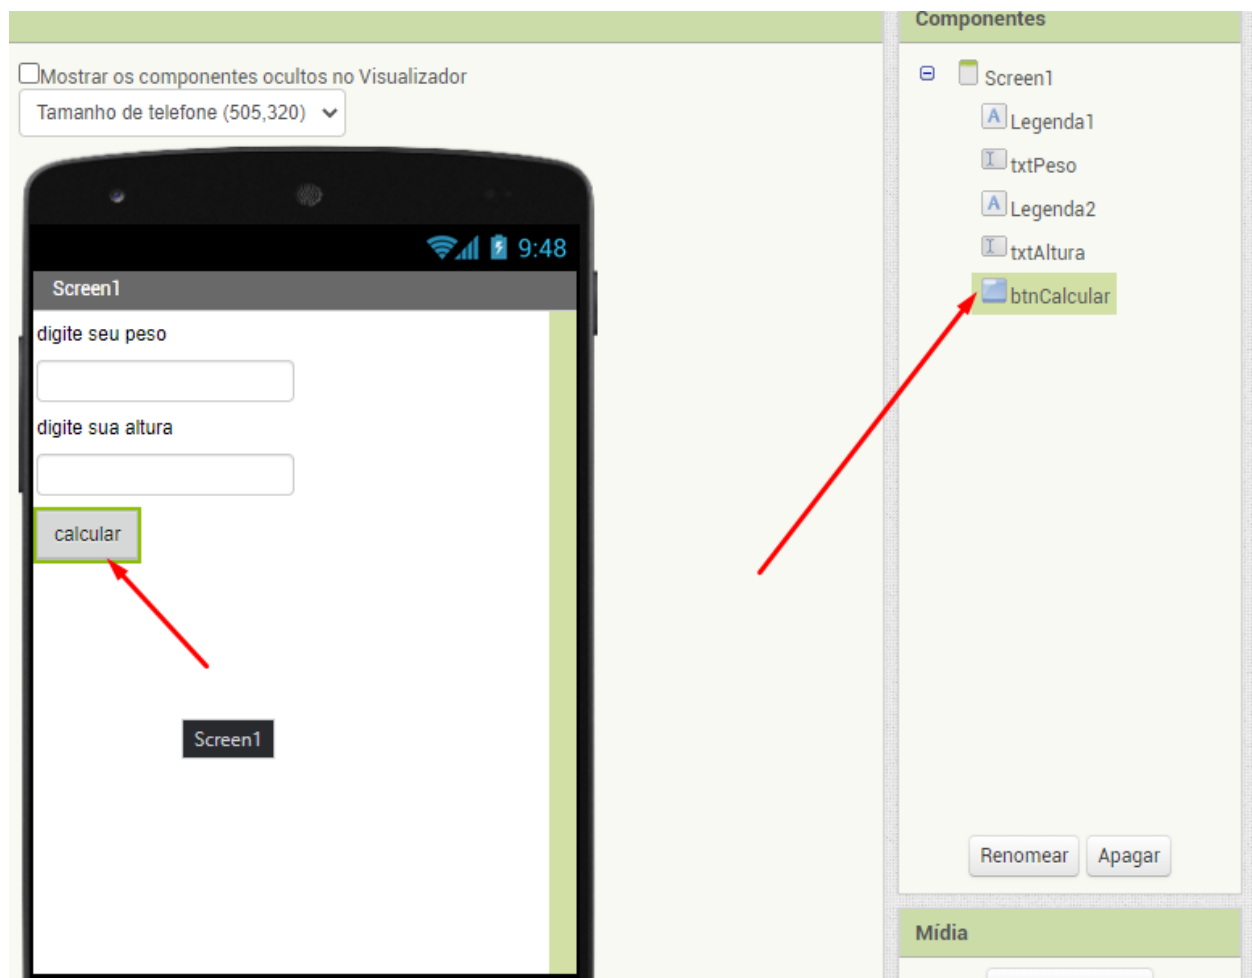 Componentes
Mostrar os componentes ocultos no Visualizador
Tamanho de telefone (505,320)
9:48
Screen1
digite seu peso
digite sua altura
calcular
Screen1
Screen1
Legenda1
txtPeso
Legenda2
txtAltura
btnCalcular
Renomear Apagar
Mídia